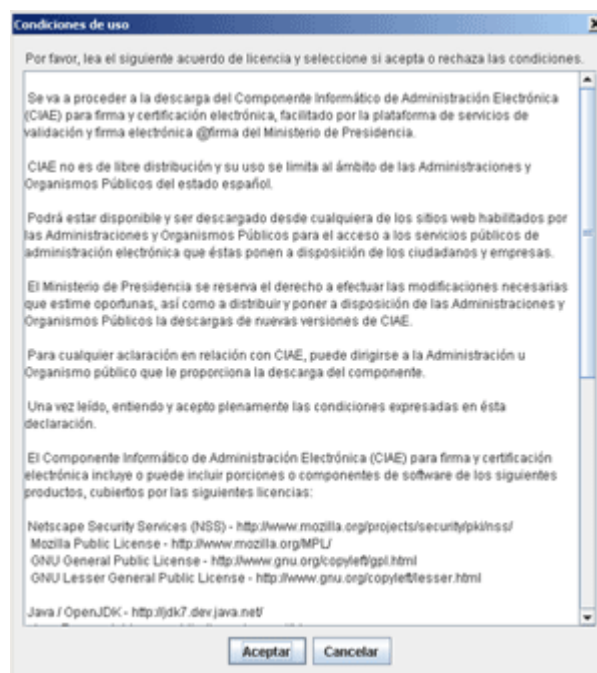 Condiciones de uso
Por favor, lea el siguiente acuerdo de licencia y seleccione si acepta o rechaza las condiciones.
Se va a proceder a la descarga del Componente Informático de Administración Electrónica
(CIAE) para firma y certificación electrónica, facilitado por la plataforma de servicios de
validación y firma electrónica @firma del Ministerio de Presidencia.
CIAE no es de libre distribución y su uso se limita al ámbito de las Administraciones y
Organismos Públicos del estado español.
Podrá estar disponible y ser descargado desde cualquiera de los sitios web habilitados por
las Administraciones y Organismos Públicos para el acceso a los servicios públicos de
administración electrónica que éstas ponen a disposición de los ciudadanos y empresas.
El Ministerio de Presidencia se reserva el derecho a efectuar las modificaciones necesarias
que estime oportunas, así como a distribuir y poner a disposición de las Administraciones y
Organismos Públicos la descargas de nuevas versiones de CIAE.
Para cualquier aclaración en relación con CIAE, puede dirigirse a la Administración u
Organismo público que le proporciona la descarga del componente.
Una vez leído, entiendo y acepto plenamente las condiciones expresadas en ésta
declaración.
El Componente Informático de Administración Electrónica (CIAE) para firma y certificación
electrónica incluye o puede incluir porciones o componentes de software de los siguientes
productos, cubiertos por las siguientes licencias:
Netscape Security Services (NSS) - http://www.mozilla.org/projects/security/pki/nss/
Mozilla Public License - http://www.mozilla.org/MPL/
GNU General Public License - http://www.gnu.org/copyleft/gpl.html
GNU Lesser General Public License - http://www.gnu.org/copyleft/lesser.html
Java / OpenJDK - http://jdk7.dev.java.net/
Aceptar Cancelar